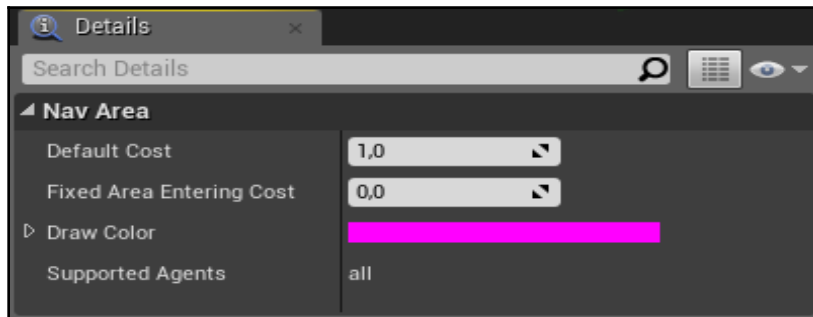 Details
Search Details
Nav Area
Default Cost 1,0
Fixed Area Entering Cost 0,0
Draw Color
Supported Agents all